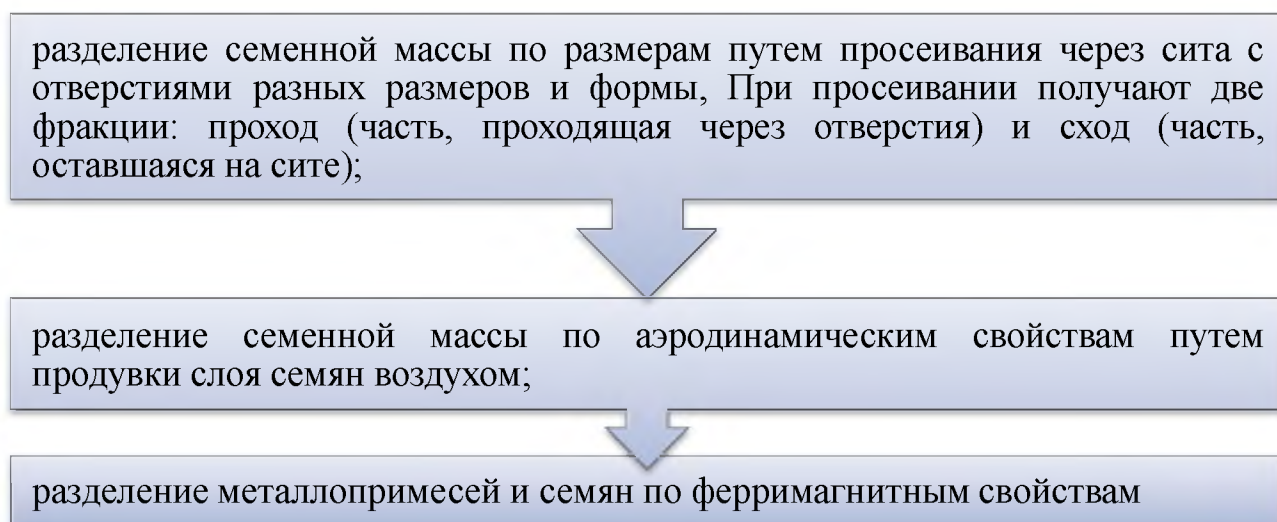 разделение семенной массы по размерам путем просеивания через сита с
отверстиями разных размеров и формы, При просеивании получают две
фракции: проход (часть, проходящая через отверстия) и сход (часть,
оставшаяся на сите);
разделение семенной массы по аэродинамическим свойствам путем
продувки слоя семян воздухом;
разделение металлопримесей и семян по ферримагнитным свойствам